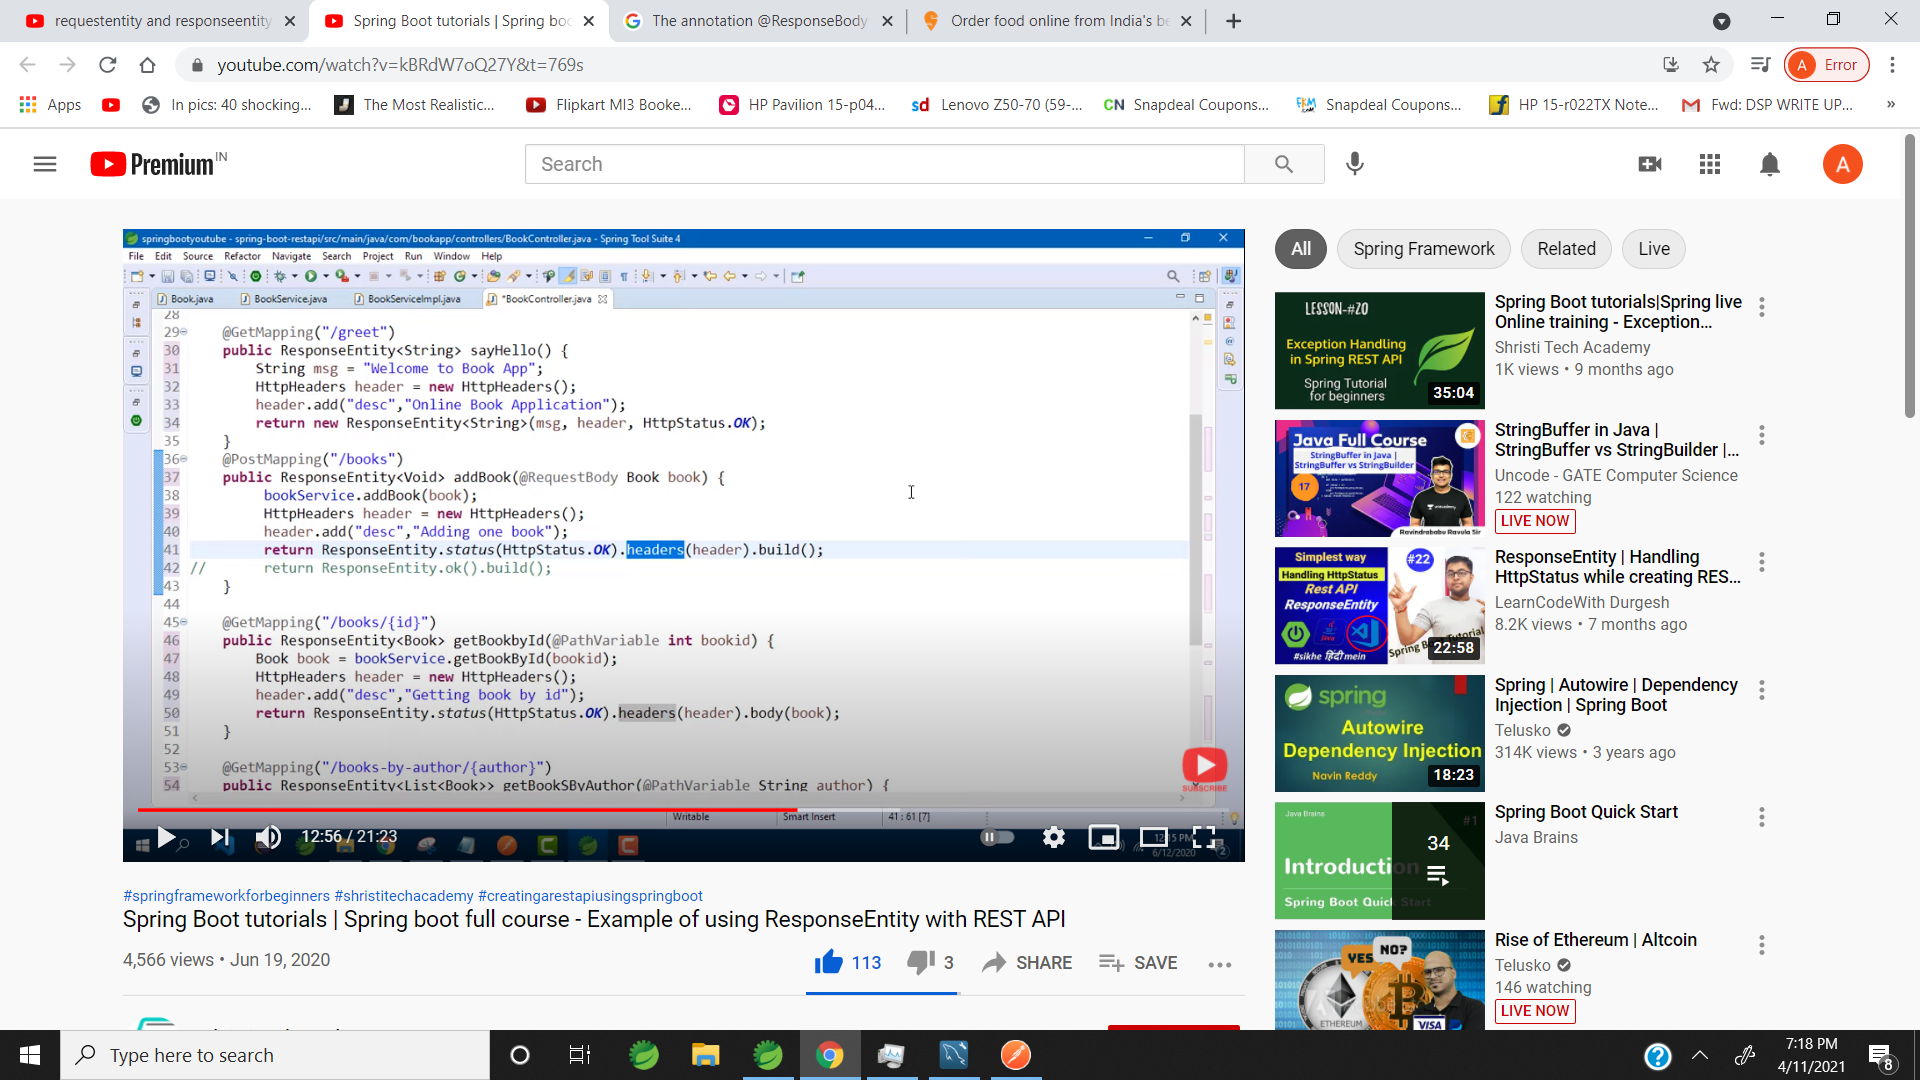 requestentity and responseentity
Spring Boot tutorials | Spring boo
The annotation @ResponseBody
Order food online from India's be
youtube.com/watch?v=kBRdW7oQ27Y&t=769s
A Error
Apps
In pics: 40 shocking...
The Most Realistic...
Flipkart MI3 Booke...
HP Pavilion 15-p04...
sd Lenovo Z50-70 (59-...
CN Snapdeal Coupons...
Snapdeal Coupons...
HP 15-r022TX Note...
Fwd: DSP WRITE UP...
»
Premium IN
Search
A
springbootyoutube - spring-boot-restapi/src/main/java/com/bookapp/controllers/BookController.java - Spring Tool Suite 4
File Edit Source Refactor Navigate Search Project Run Window Help
Book.java BookService.java BookServiceImpl.java *BookController.java
28
29 @GetMapping("/greet")
30 public ResponseEntity<String> sayHello() {
31 String msg = "Welcome to Book App";
32 HttpHeaders header = new HttpHeaders();
33 header.add("desc","Online Book Application");
34 return new ResponseEntity<String>(msg, header, HttpStatus.OK);
35 }
36 @PostMapping("/books")
37 public ResponseEntity<Void> addBook(@RequestBody Book book) {
38 bookService.addBook(book);
39 HttpHeaders header = new HttpHeaders();
40 header.add("desc","Adding one book");
41 return ResponseEntity.status(HttpStatus.OK).headers(header).build();
42 // return ResponseEntity.ok().build();
43 }
44
45 @GetMapping("/books/{id}")
46 public ResponseEntity<Book> getBookbyId(@PathVariable int bookid) {
47 Book book = bookService.getBookById(bookid);
48 HttpHeaders header = new HttpHeaders();
49 header.add("desc","Getting book by id");
50 return ResponseEntity.status(HttpStatus.OK).headers(header).body(book);
51 }
52
53 @GetMapping("/books-by-author/{author}")
54 public ResponseEntity<List<Book>> getBookSByAuthor(@PathVariable String author) {
SUBSCRIBE
Writable Smart Insert 41 : 61 [7]
12:56 / 21:23
6/12/2020
#springframeworkforbeginners #shristitechacademy #creatingarestapiusingspringboot
Spring Boot tutorials | Spring boot full course - Example of using ResponseEntity with REST API
4,566 views • Jun 19, 2020
113 3 SHARE SAVE
All Spring Framework Related Live
LESSON-#20
Exception Handling
in Spring REST API
Spring Tutorial
for beginners
35:04
Spring Boot tutorials|Spring live
Online training - Exception...
Shristi Tech Academy
1K views • 9 months ago
Java Full Course
StringBuffer in Java |
StringBuffer vs StringBuilder
17
Ravindrababu Ravula Sir
StringBuffer in Java |
StringBuffer vs StringBuilder |...
Uncode - GATE Computer Science
122 watching
LIVE NOW
Simplest way
#22
Handling HttpStatus
Rest API
ResponseEntity
#sikhe हिंदी mein
22:58
ResponseEntity | Handling
HttpStatus while creating RES...
LearnCodeWith Durgesh
8.2K views • 7 months ago
spring
Autowire
Dependency Injection
Navin Reddy
18:23
Spring | Autowire | Dependency
Injection | Spring Boot
Telusko
314K views • 3 years ago
Java Brains
#1
Introduction
Spring Boot Quick Start
34
Spring Boot Quick Start
Java Brains
YES NO?
ETHEREUM
VISA
Rise of Ethereum | Altcoin
Telusko
146 watching
LIVE NOW
Type here to search
7:18 PM
4/11/2021
8